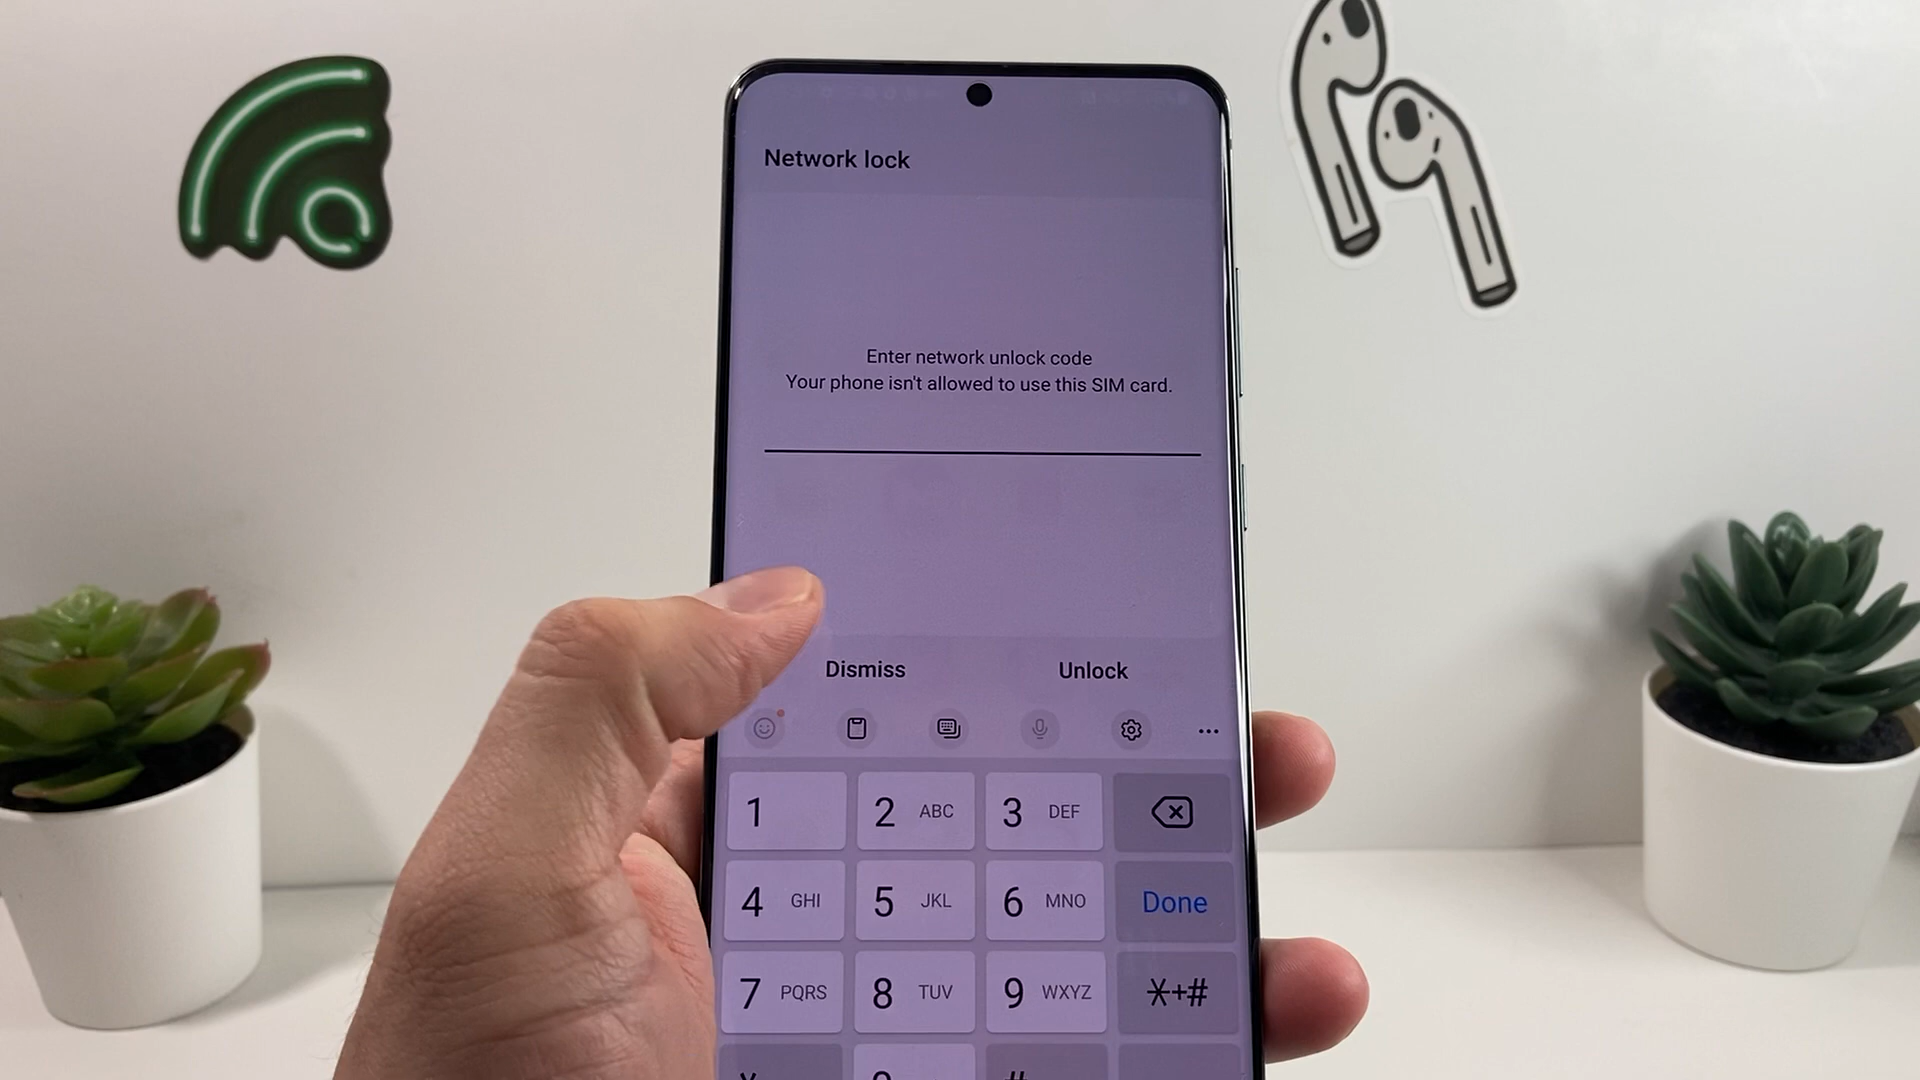 Network lock
Enter network unlock code
Your phone isn't allowed to use this SIM card.
Dismiss Unlock
1 2 ABC 3 DEF
4 GHI 5 JKL 6 MNO Done
7 PQRS 8 TUV 9 WXYZ *+#
#